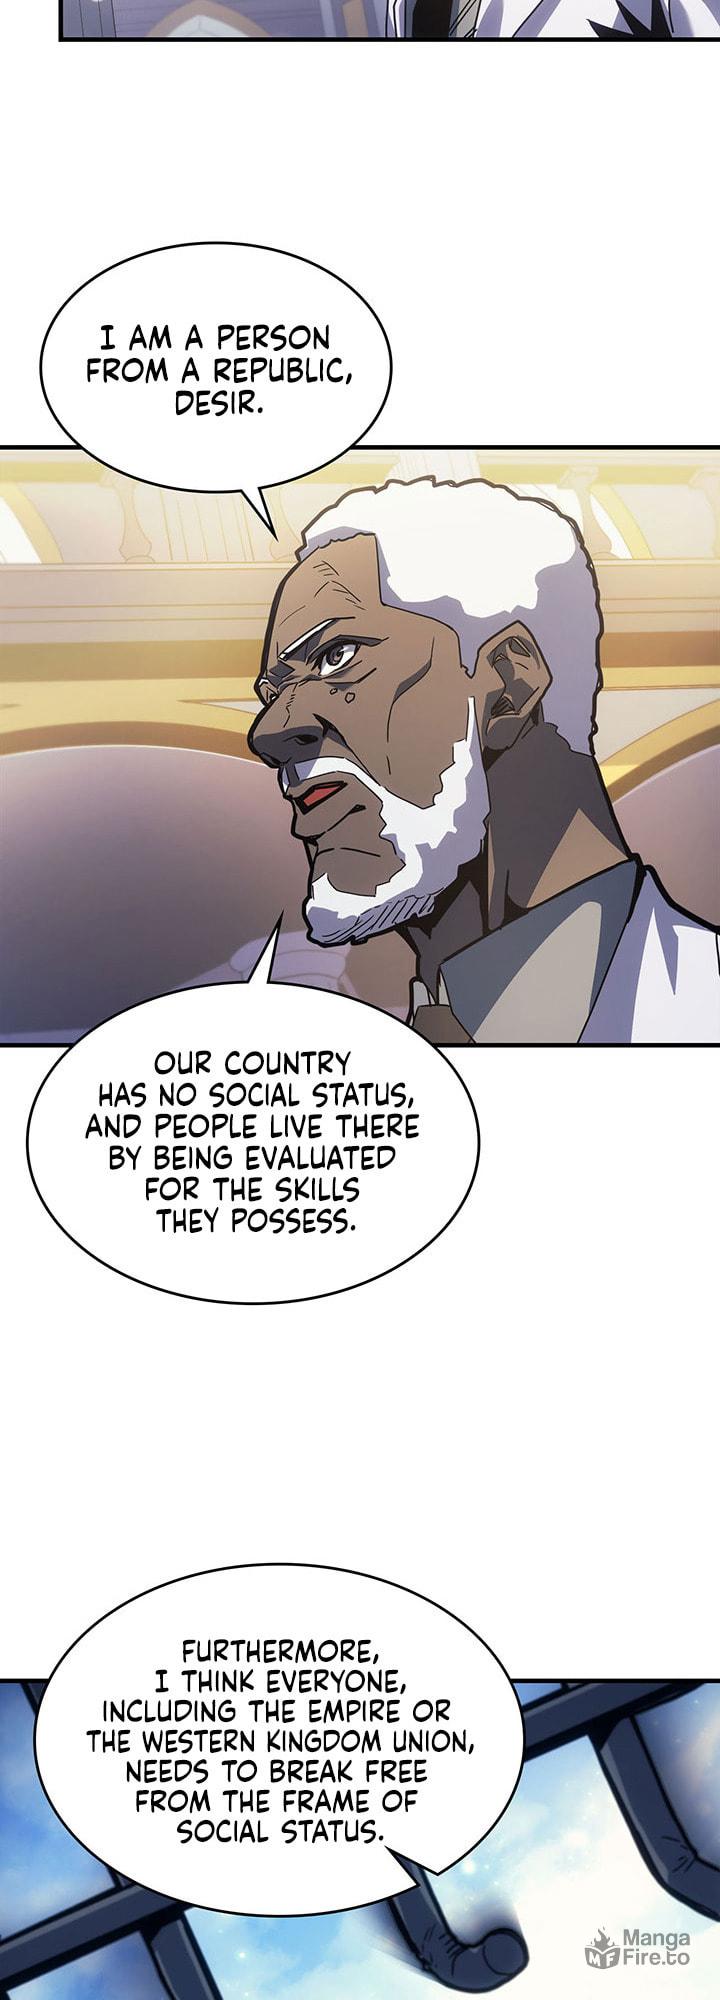 I AM A PERSON
FROM A REPUBLIC,
DESIR.
OUR COUNTRY
HAS NO SOCIAL STATUS,
AND PEOPLE LIVE THERE
BY BEING EVALUATED
FOR THE SKILLS
THEY POSSESS.
FURTHERMORE,
I THINK EVERYONE,
INCLUDING THE EMPIRE OR
THE WESTERN KINGDOM UNION,
NEEDS TO BREAK FREE
FROM THE FRAME OF
SOCIAL STATUS.
Manga
MF Fire.to